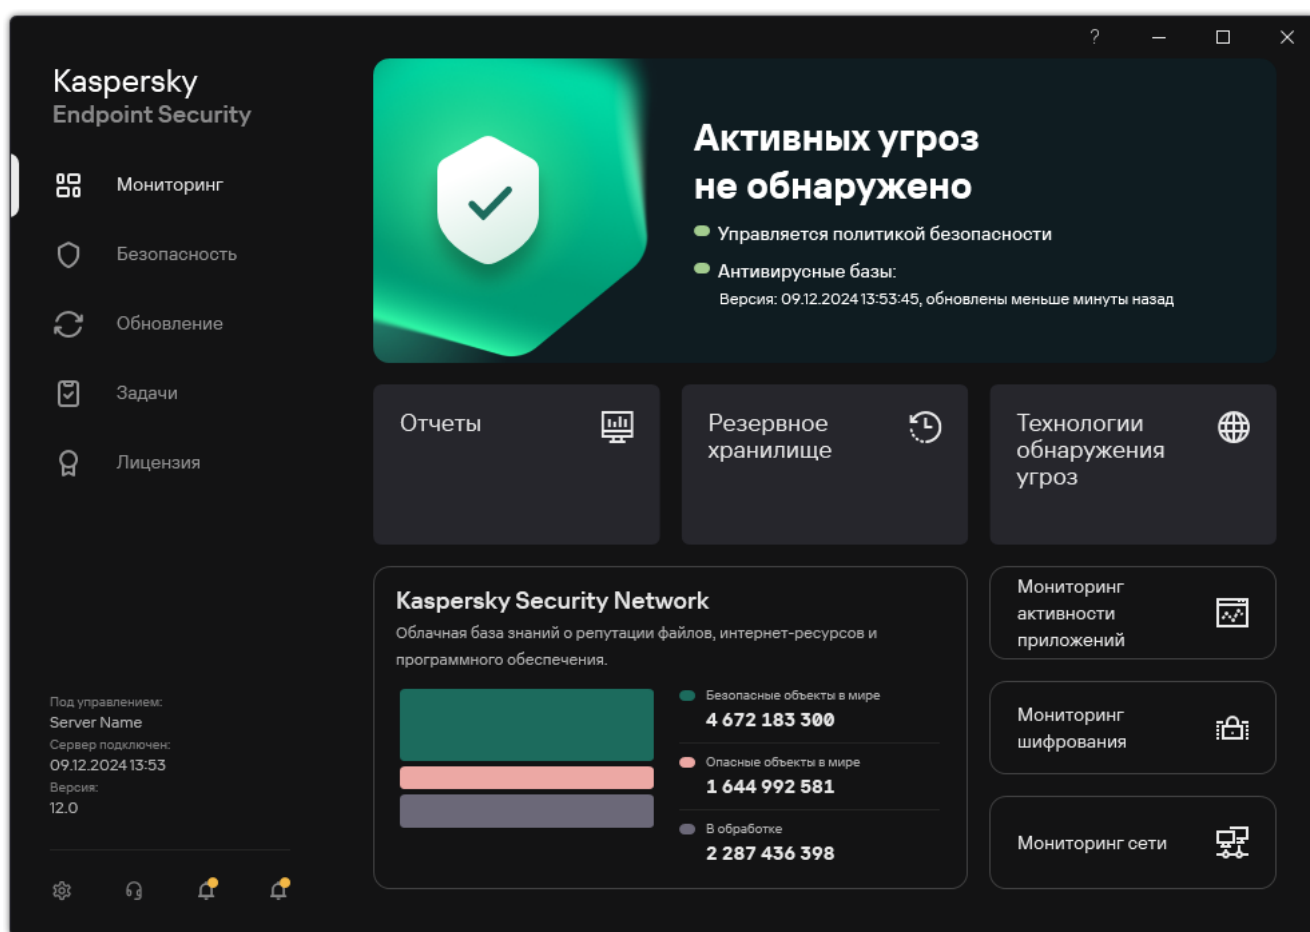 ?
Kaspersky
Endpoint Security
Мониторинг
Безопасность
Обновление
Задачи
Лицензия
Под управлением:
Server Name
Сервер подключен:
09.12.2024 13:53
Версия:
12.0
Активных угроз
не обнаружено
Управляется политикой безопасности
Антивирусные базы:
Версия: 09.12.2024 13:53:45, обновлены меньше минуты назад
Отчеты
Резервное
хранилище
Технологии
обнаружения
угроз
Kaspersky Security Network
Облачная база знаний о репутации файлов, интернет-ресурсов и
программного обеспечения.
Безопасные объекты в мире
4 672 183 300
Опасные объекты в мире
1 644 992 581
В обработке
2 287 436 398
Мониторинг
активности
приложений
Мониторинг
шифрования
Мониторинг сети